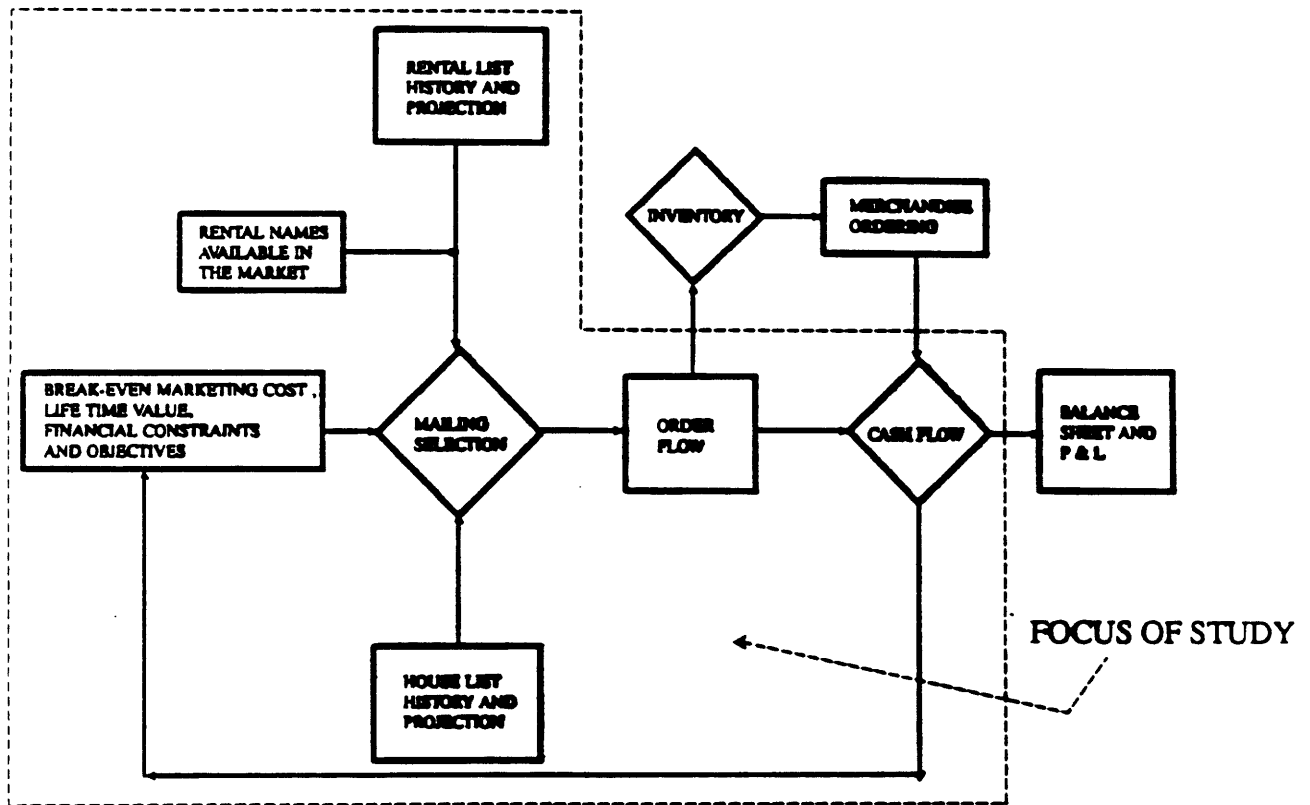 RENTAL LIST
HISTORY AND
PROJECTION
RENTAL NAMES
AVAILABLE IN
THE MARKET
INVENTORY
MERCHANDISE
ORDERING
BREAK-EVEN MARKETING COST ,
LIFE TIME VALUE,
FINANCIAL CONSTRAINTS
AND OBJECTIVES
MAILING
SELECTION
ORDER
FLOW
CASH FLOW
BALANCE
SHEET AND
P & L
HOUSE LIST
HISTORY AND
PROJECTION
FOCUS OF STUDY